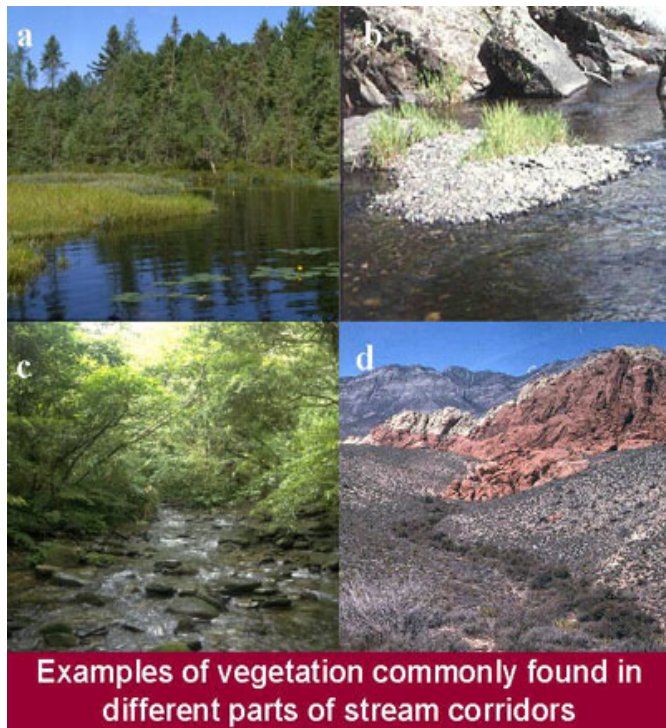 a
b
c
d
Examples of vegetation commonly found in
different parts of stream corridors